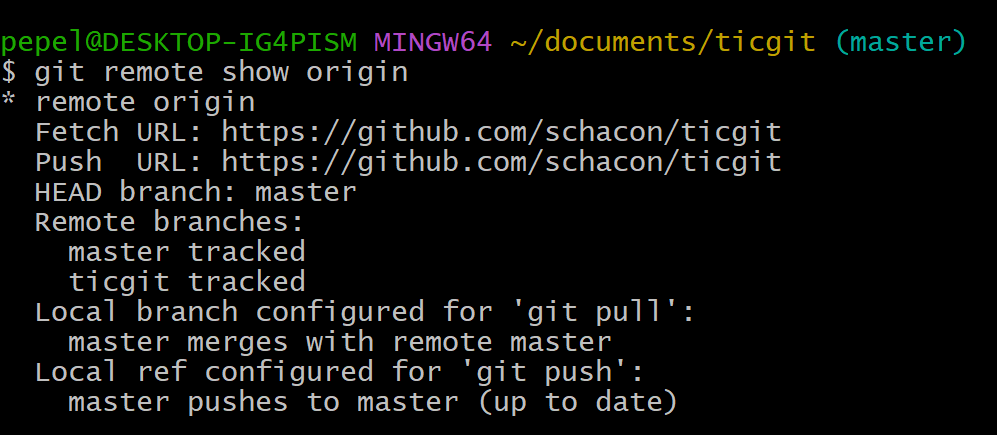 pepel@DESKTOP-IG4PISM MINGW64 ~/documents/ticgit (master)
$ git remote show origin
* remote origin
  Fetch URL: https://github.com/schacon/ticgit
  Push  URL: https://github.com/schacon/ticgit
  HEAD branch: master
  Remote branches:
    master tracked
    ticgit tracked
  Local branch configured for 'git pull':
    master merges with remote master
  Local ref configured for 'git push':
    master pushes to master (up to date)